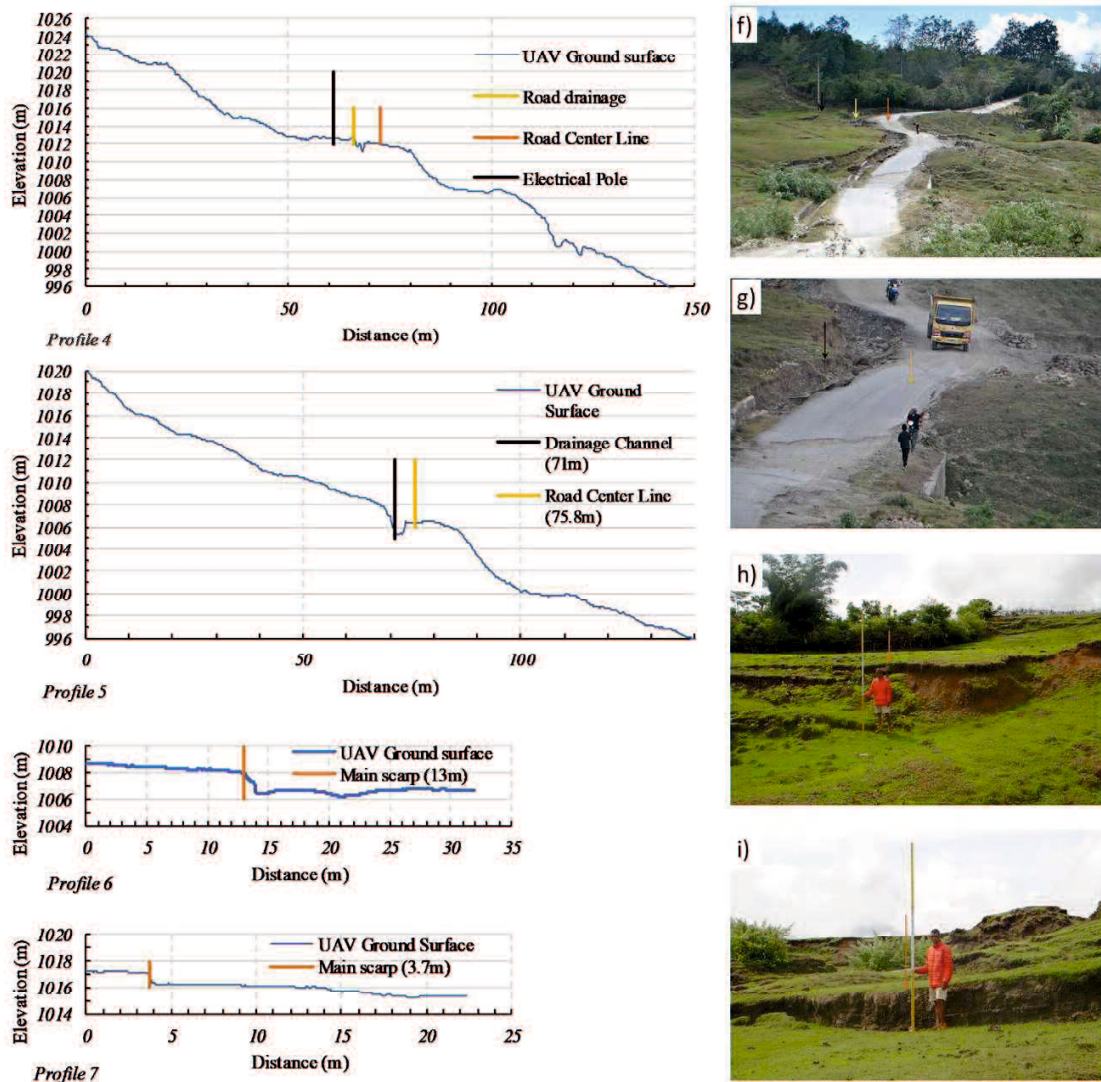 1026
1024
1022
1020
1018
1016
1014
1012
1010
1008
1006
1004
1002
1000
998
996
Elevation (m)
UAV Ground surface
Road drainage
Road Center Line
Electrical Pole
0 50 100 150
Distance (m)
Profile 4
1020
1018
1016
1014
1012
1010
1008
1006
1004
1002
1000
998
996
Elevation (m)
UAV Ground
Surface
Drainage Channel
(71m)
Road Center Line
(75.8m)
0 50 100
Distance (m)
Profile 5
1010
1008
1006
1004
Elevation (m)
UAV Ground surface
Main scarp (13m)
0 5 10 15 20 25 30 35
Distance (m)
Profile 6
1020
1018
1016
1014
Elevation (m)
UAV Ground Surface
Main scarp (3.7m)
0 5 10 15 20 25
Distance (m)
Profile 7
f)
g)
h)
i)